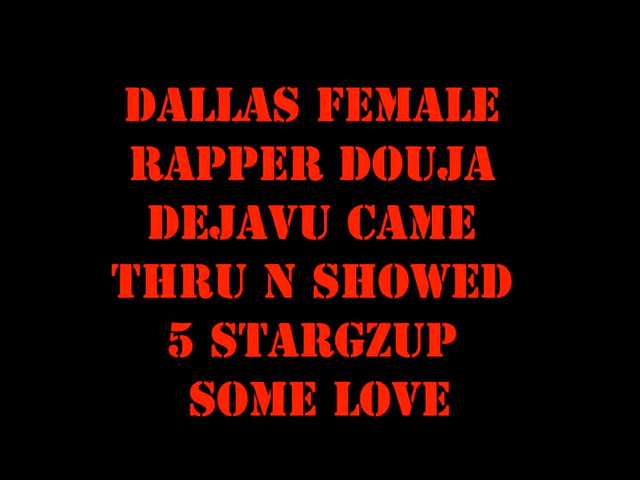 DALLAS FEMALE
RAPPER DOUJA
DEJAVU CAME
THRU N SHOWED
5 STARGZUP
SOME LOVE